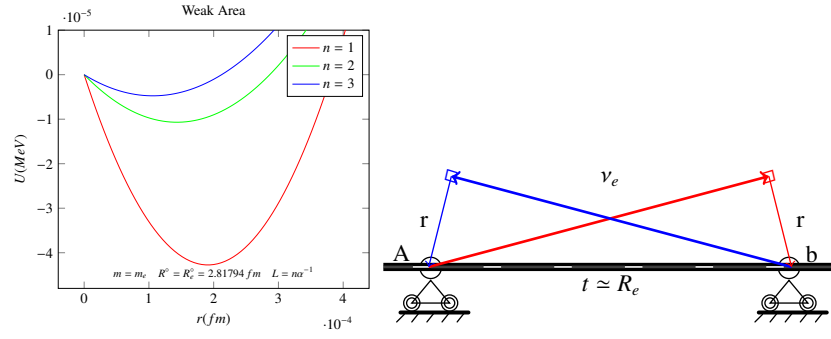 Weak Area
·10⁻⁵
1
n = 1
n = 2
n = 3
0
−1
−2
−3
−4
U(MeV)
m = mₑ R° = Rₑ° = 2.81794 fm L = nα⁻¹
0 1 2 3 4
r(fm)
·10⁻⁴
νₑ
r r
A b
t ≃ Rₑ